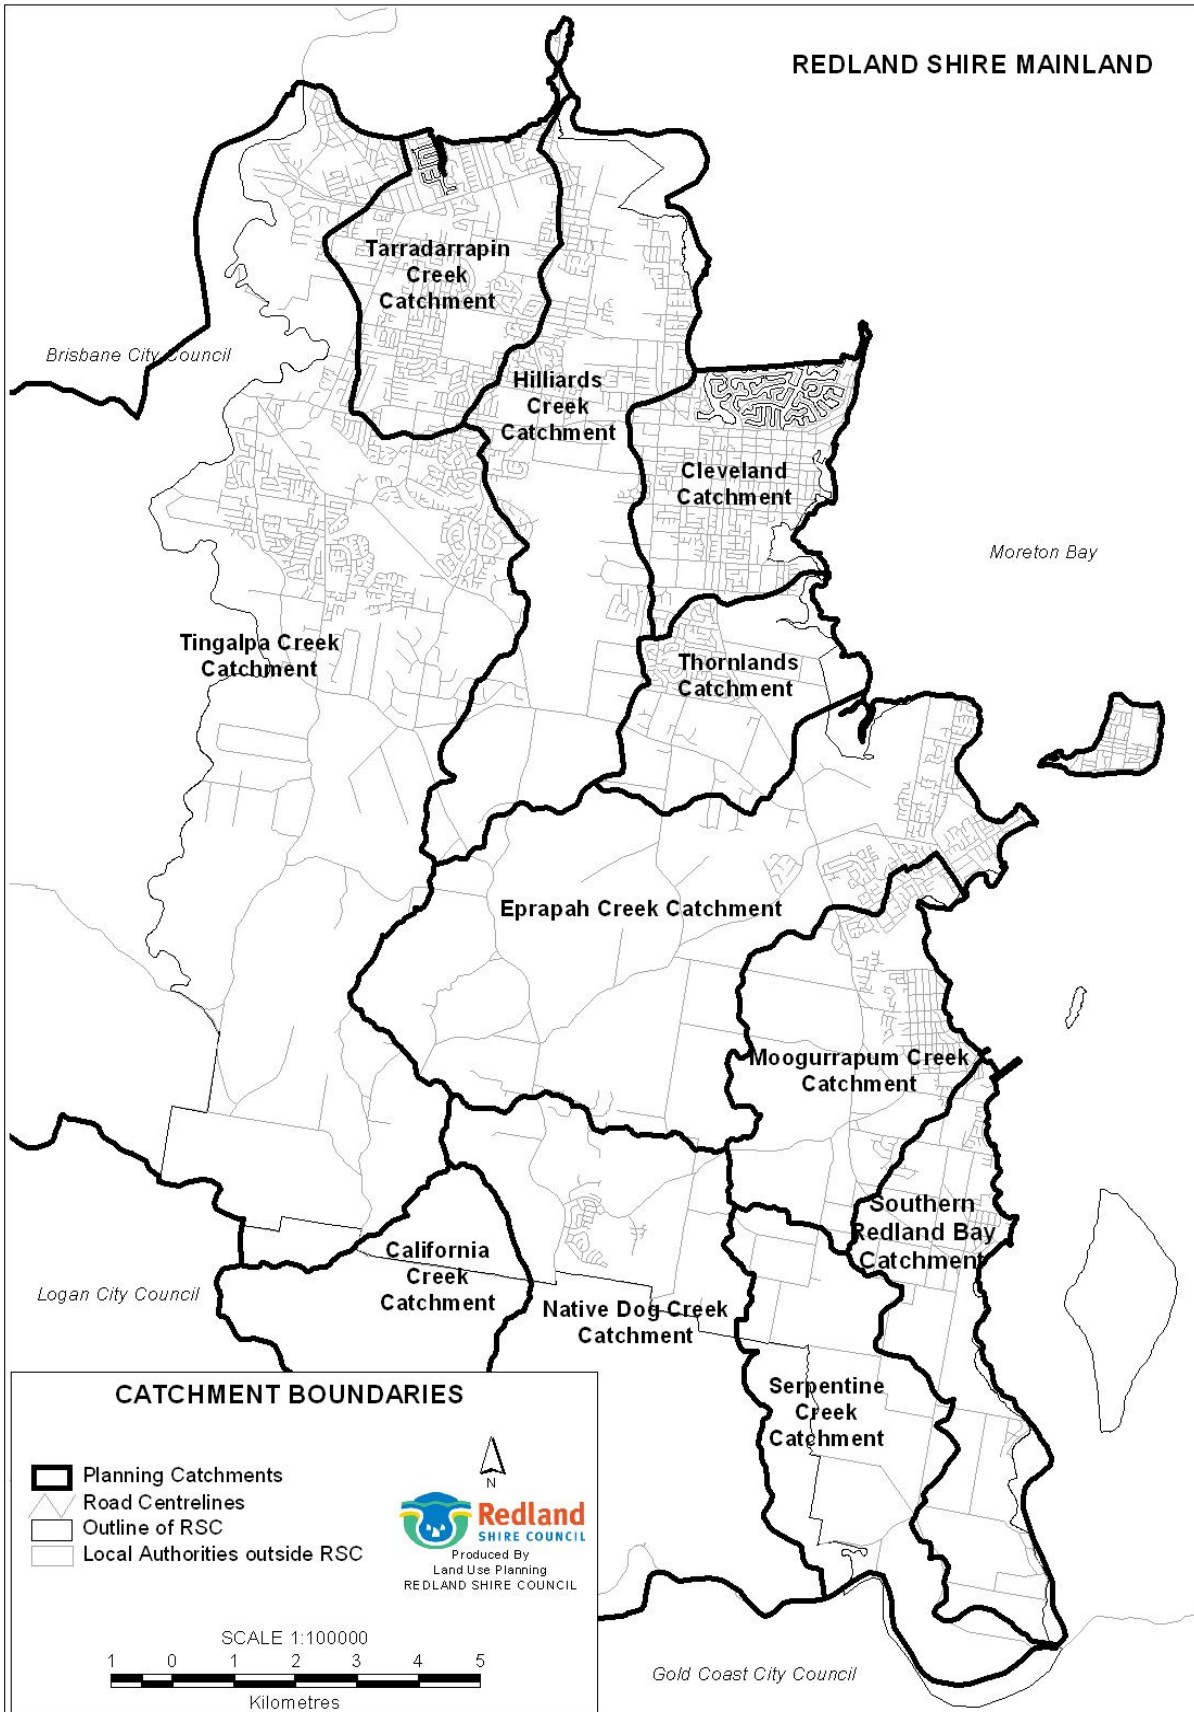 REDLAND SHIRE MAINLAND
Tarradarrapin
Creek
Catchment
Brisbane City Council
Hilliards
Creek
Catchment
Cleveland
Catchment
Moreton Bay
Tingalpa Creek
Catchment
Thornlands
Catchment
Eprapah Creek Catchment
Moogurrapum Creek
Catchment
Southern
Redland Bay
Catchment
California
Creek
Catchment
Logan City Council
Native Dog Creek
Catchment
Serpentine
Creek
Catchment
CATCHMENT BOUNDARIES
Planning Catchments
Road Centrelines
Outline of RSC
Local Authorities outside RSC
N
Redland
SHIRE COUNCIL
Produced By
Land Use Planning
REDLAND SHIRE COUNCIL
SCALE 1:100000
1 0 1 2 3 4 5
Kilometres
Gold Coast City Council